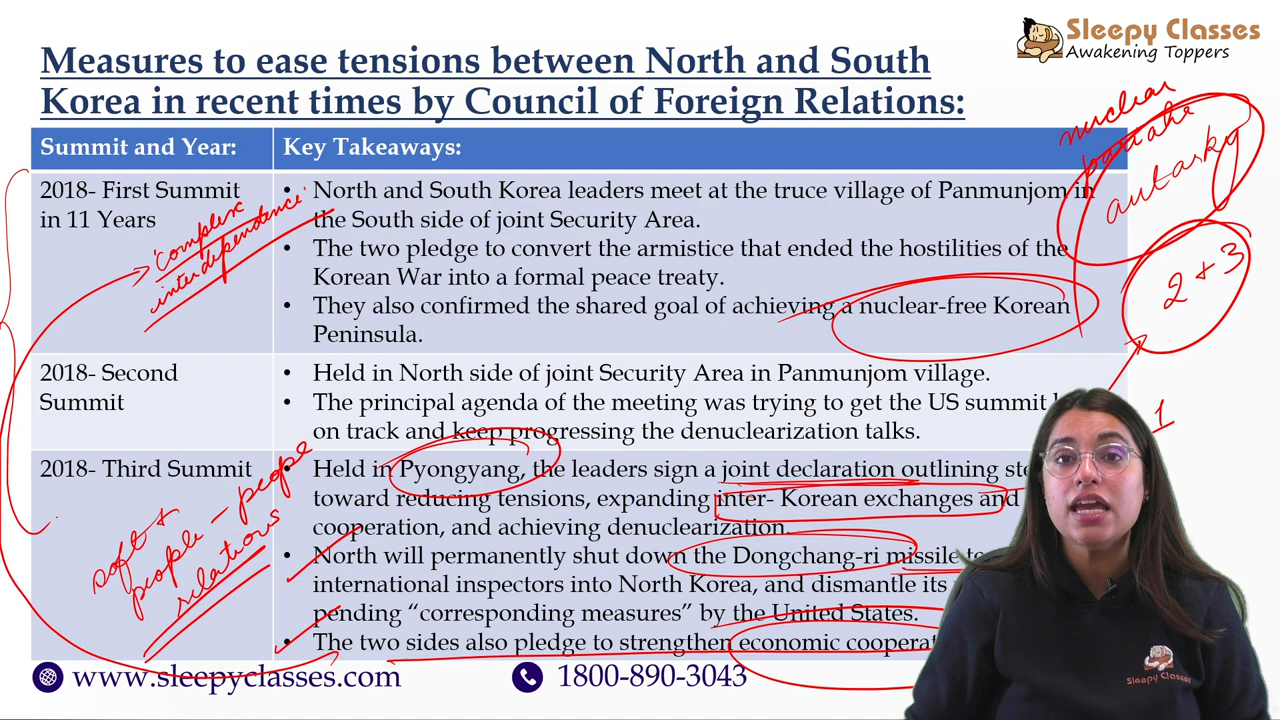 Sleepy Classes
Awakening Toppers
Measures to ease tensions between North and South
Korea in recent times by Council of Foreign Relations:
Summit and Year:
Key Takeaways:
2018- First Summit
in 11 Years
• North and South Korea leaders meet at the truce village of Panmunjom in
the South side of joint Security Area.
• The two pledge to convert the armistice that ended the hostilities of the
Korean War into a formal peace treaty.
• They also confirmed the shared goal of achieving a nuclear-free Korean
Peninsula.
'complex
interdependence'
nuclear
autarky
2 + 3
1
2018- Second
Summit
• Held in North side of joint Security Area in Panmunjom village.
• The principal agenda of the meeting was trying to get the US summit
on track and keep progressing the denuclearization talks.
2018- Third Summit
• Held in Pyongyang, the leaders sign a joint declaration outlining
toward reducing tensions, expanding inter- Korean exchanges and
cooperation, and achieving denuclearization.
• North will permanently shut down the Dongchang-ri missile
international inspectors into North Korea, and dismantle its
pending "corresponding measures" by the United States.
• The two sides also pledge to strengthen economic
soft +
people - people
relations
www.sleepyclasses.com
1800-890-3043
Sleepy Classes